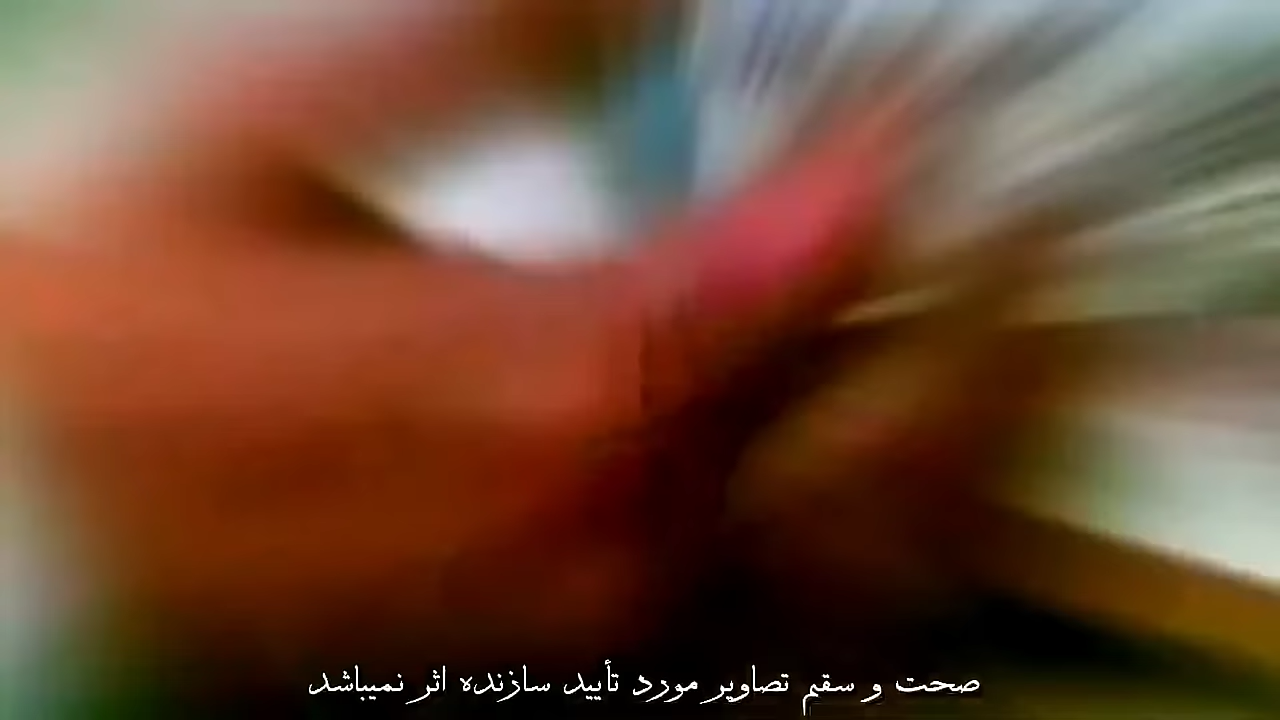 صحت و سقم تصاویر مورد تأیید سازنده اثر نمیباشد